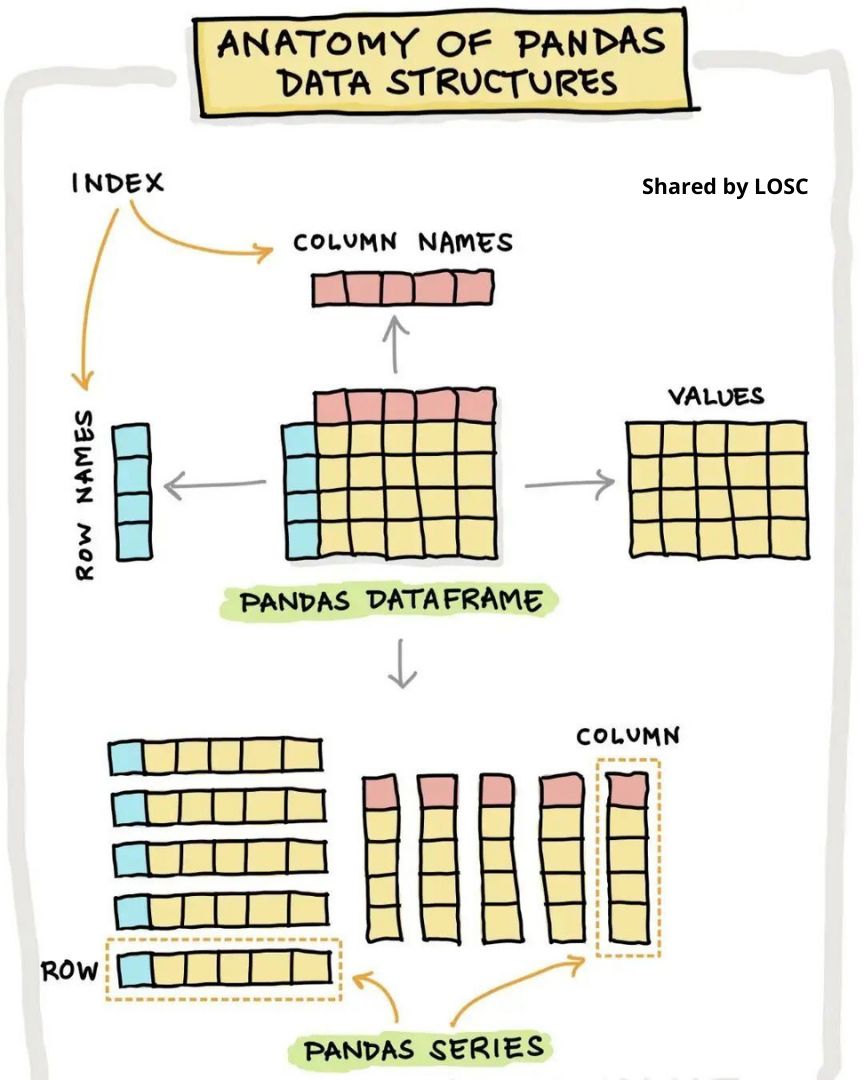 ANATOMY OF PANDAS
DATA STRUCTURES
INDEX
Shared by LOSC
COLUMN NAMES
ROW NAMES
VALUES
PANDAS DATAFRAME
COLUMN
ROW
PANDAS SERIES